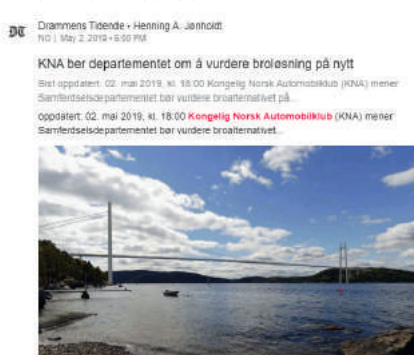 Drammens Tidende • Henning A. Jønholdt
NO | May 2, 2019 • 6:00 PM
KNA ber departementet om å vurdere broløsning på nytt
Sist oppdatert: 02. mai 2019, kl. 18:00 Kongelig Norsk Automobilklub (KNA) mener
Samferdselsdepartementet bør vurdere broalternativet på...
oppdatert: 02. mai 2019, kl. 18:00 Kongelig Norsk Automobilklub (KNA) mener
Samferdselsdepartementet bør vurdere broalternativet...